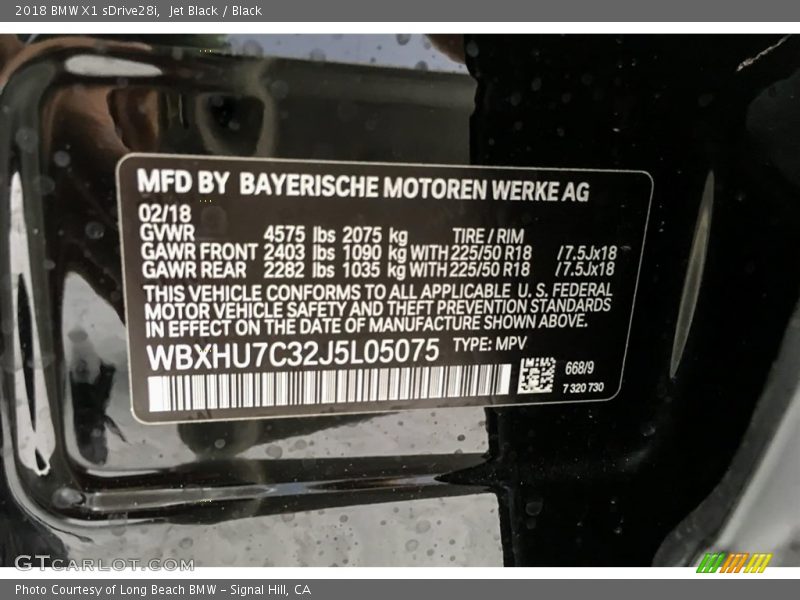 2018 BMW X1 sDrive28i, Jet Black / Black
MFD BY BAYERISCHE MOTOREN WERKE AG
02/18
GVWR 4575 lbs 2075 kg TIRE / RIM
GAWR FRONT 2403 lbs 1090 kg WITH 225/50 R18 /7.5Jx18
GAWR REAR 2282 lbs 1035 kg WITH 225/50 R18 /7.5Jx18
THIS VEHICLE CONFORMS TO ALL APPLICABLE U. S. FEDERAL
MOTOR VEHICLE SAFETY AND THEFT PREVENTION STANDARDS
IN EFFECT ON THE DATE OF MANUFACTURE SHOWN ABOVE.
WBXHU7C32J5L05075 TYPE: MPV
668/9
7 320 730
GTCARLOT.COM
Photo Courtesy of Long Beach BMW - Signal Hill, CA